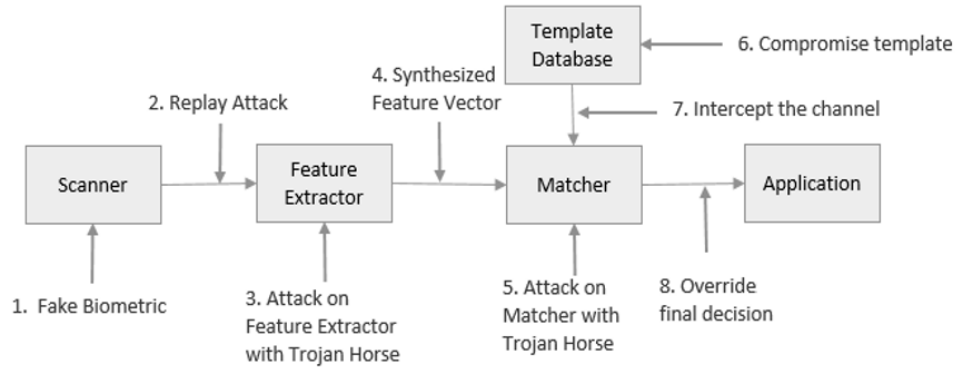 Template
Database
6. Compromise template
4. Synthesized
Feature Vector
2. Replay Attack
7. Intercept the channel
Scanner
Feature
Extractor
Matcher
Application
1. Fake Biometric
3. Attack on
Feature Extractor
with Trojan Horse
5. Attack on
Matcher with
Trojan Horse
8. Override
final decision